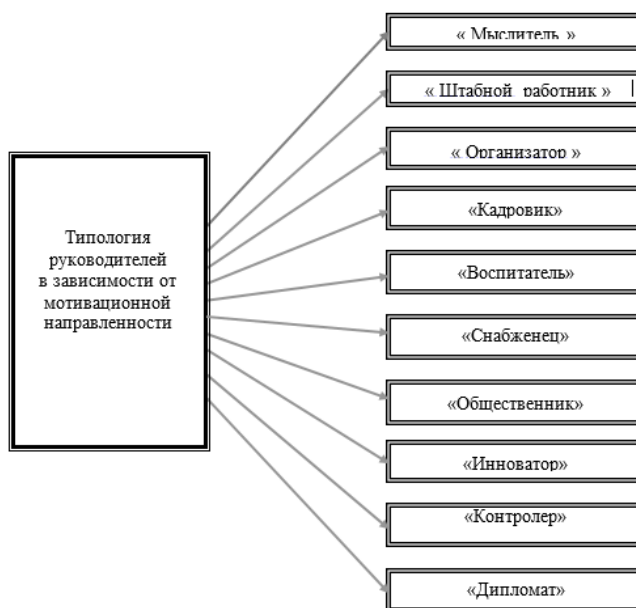 Типология
руководителей
в зависимости от
мотивационной
направленности
« Мыслитель »
« Штабной работник »
« Организатор »
«Кадровик»
«Воспитатель»
«Снабженец»
«Общественник»
«Инноватор»
«Контролер»
«Дипломат»